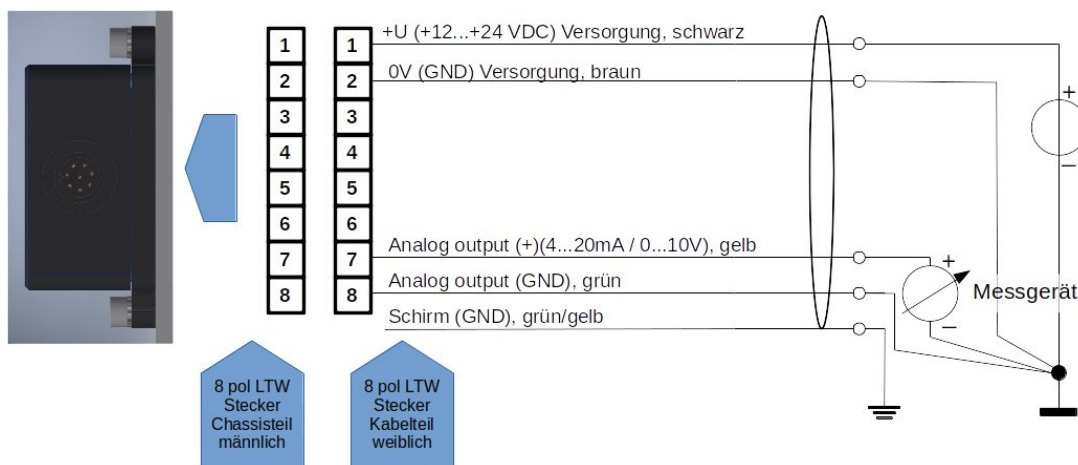 +U (+12...+24 VDC) Versorgung, schwarz
0V (GND) Versorgung, braun
1 1
2 2
3 3
4 4
5 5
6 6
7 7
8 8
+
–
Analog output (+)(4...20mA / 0...10V), gelb
Analog output (GND), grün
Schirm (GND), grün/gelb
+
Messgerät
–
8 pol LTW
Stecker
Chassisteil
männlich
8 pol LTW
Stecker
Kabelteil
weiblich